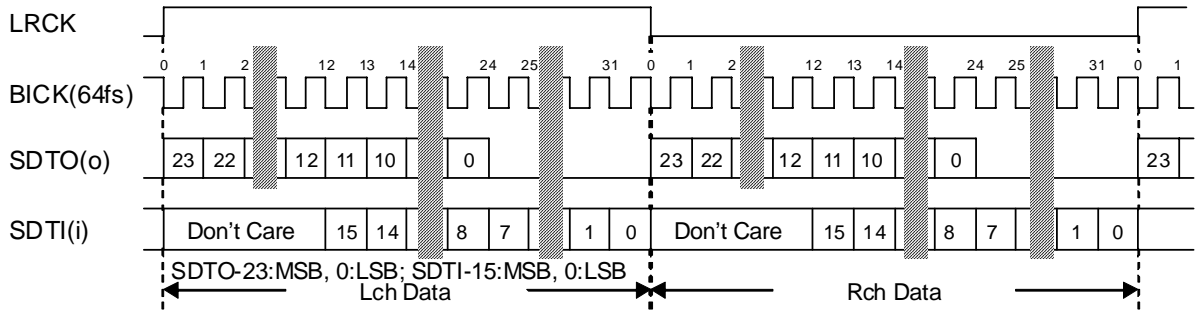 LRCK
0 1 2 12 13 14 24 25 31 0 1 2 12 13 14 24 25 31 0 1
BICK(64fs)
SDTO(o) 23 22 12 11 10 0 23 22 12 11 10 0 23
SDTI(i) Don't Care 15 14 8 7 1 0 Don't Care 15 14 8 7 1 0
SDTO-23:MSB, 0:LSB; SDTI-15:MSB, 0:LSB
Lch Data Rch Data